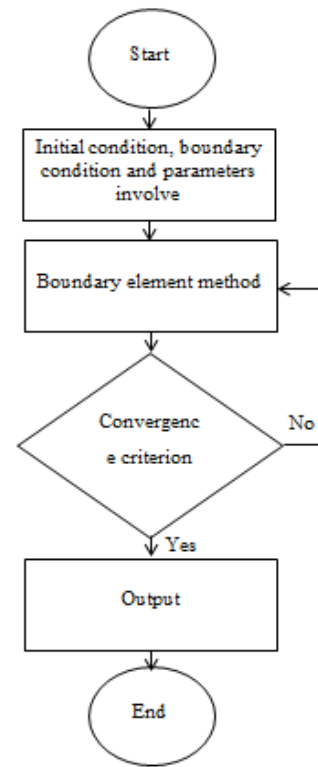 Start
Initial condition, boundary
condition and parameters
involve
Boundary element method
Convergenc
e criterion
No
Yes
Output
End